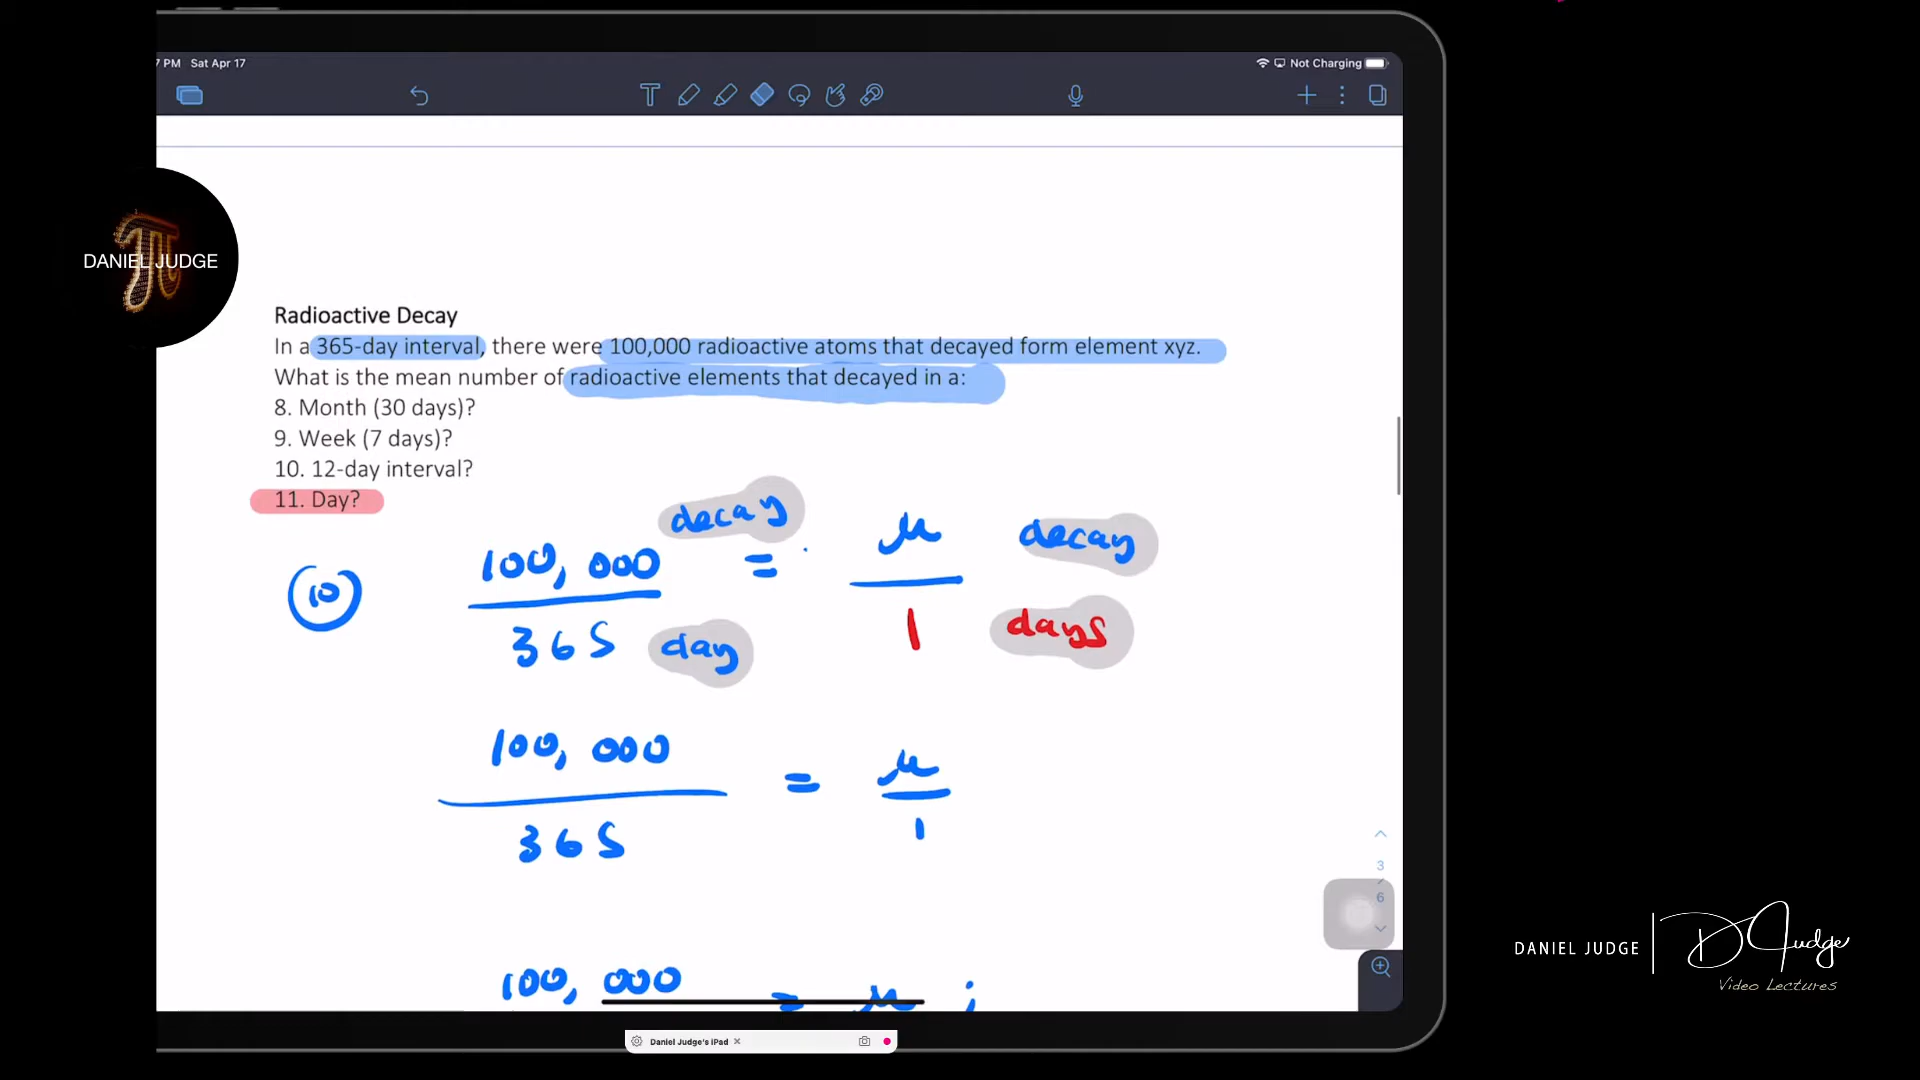 7 PM Sat Apr 17
Not Charging
DANIEL JUDGE
Radioactive Decay
In a 365-day interval, there were 100,000 radioactive atoms that decayed form element xyz.
What is the mean number of radioactive elements that decayed in a:
8. Month (30 days)?
9. Week (7 days)?
10. 12-day interval?
11. Day?
10
100,000 decay = μ decay
365 day 1 days
100,000 = μ
365 1
100,000 = μ ;
3
6
DANIEL JUDGE
D Judge
Video Lectures
Daniel Judge's iPad